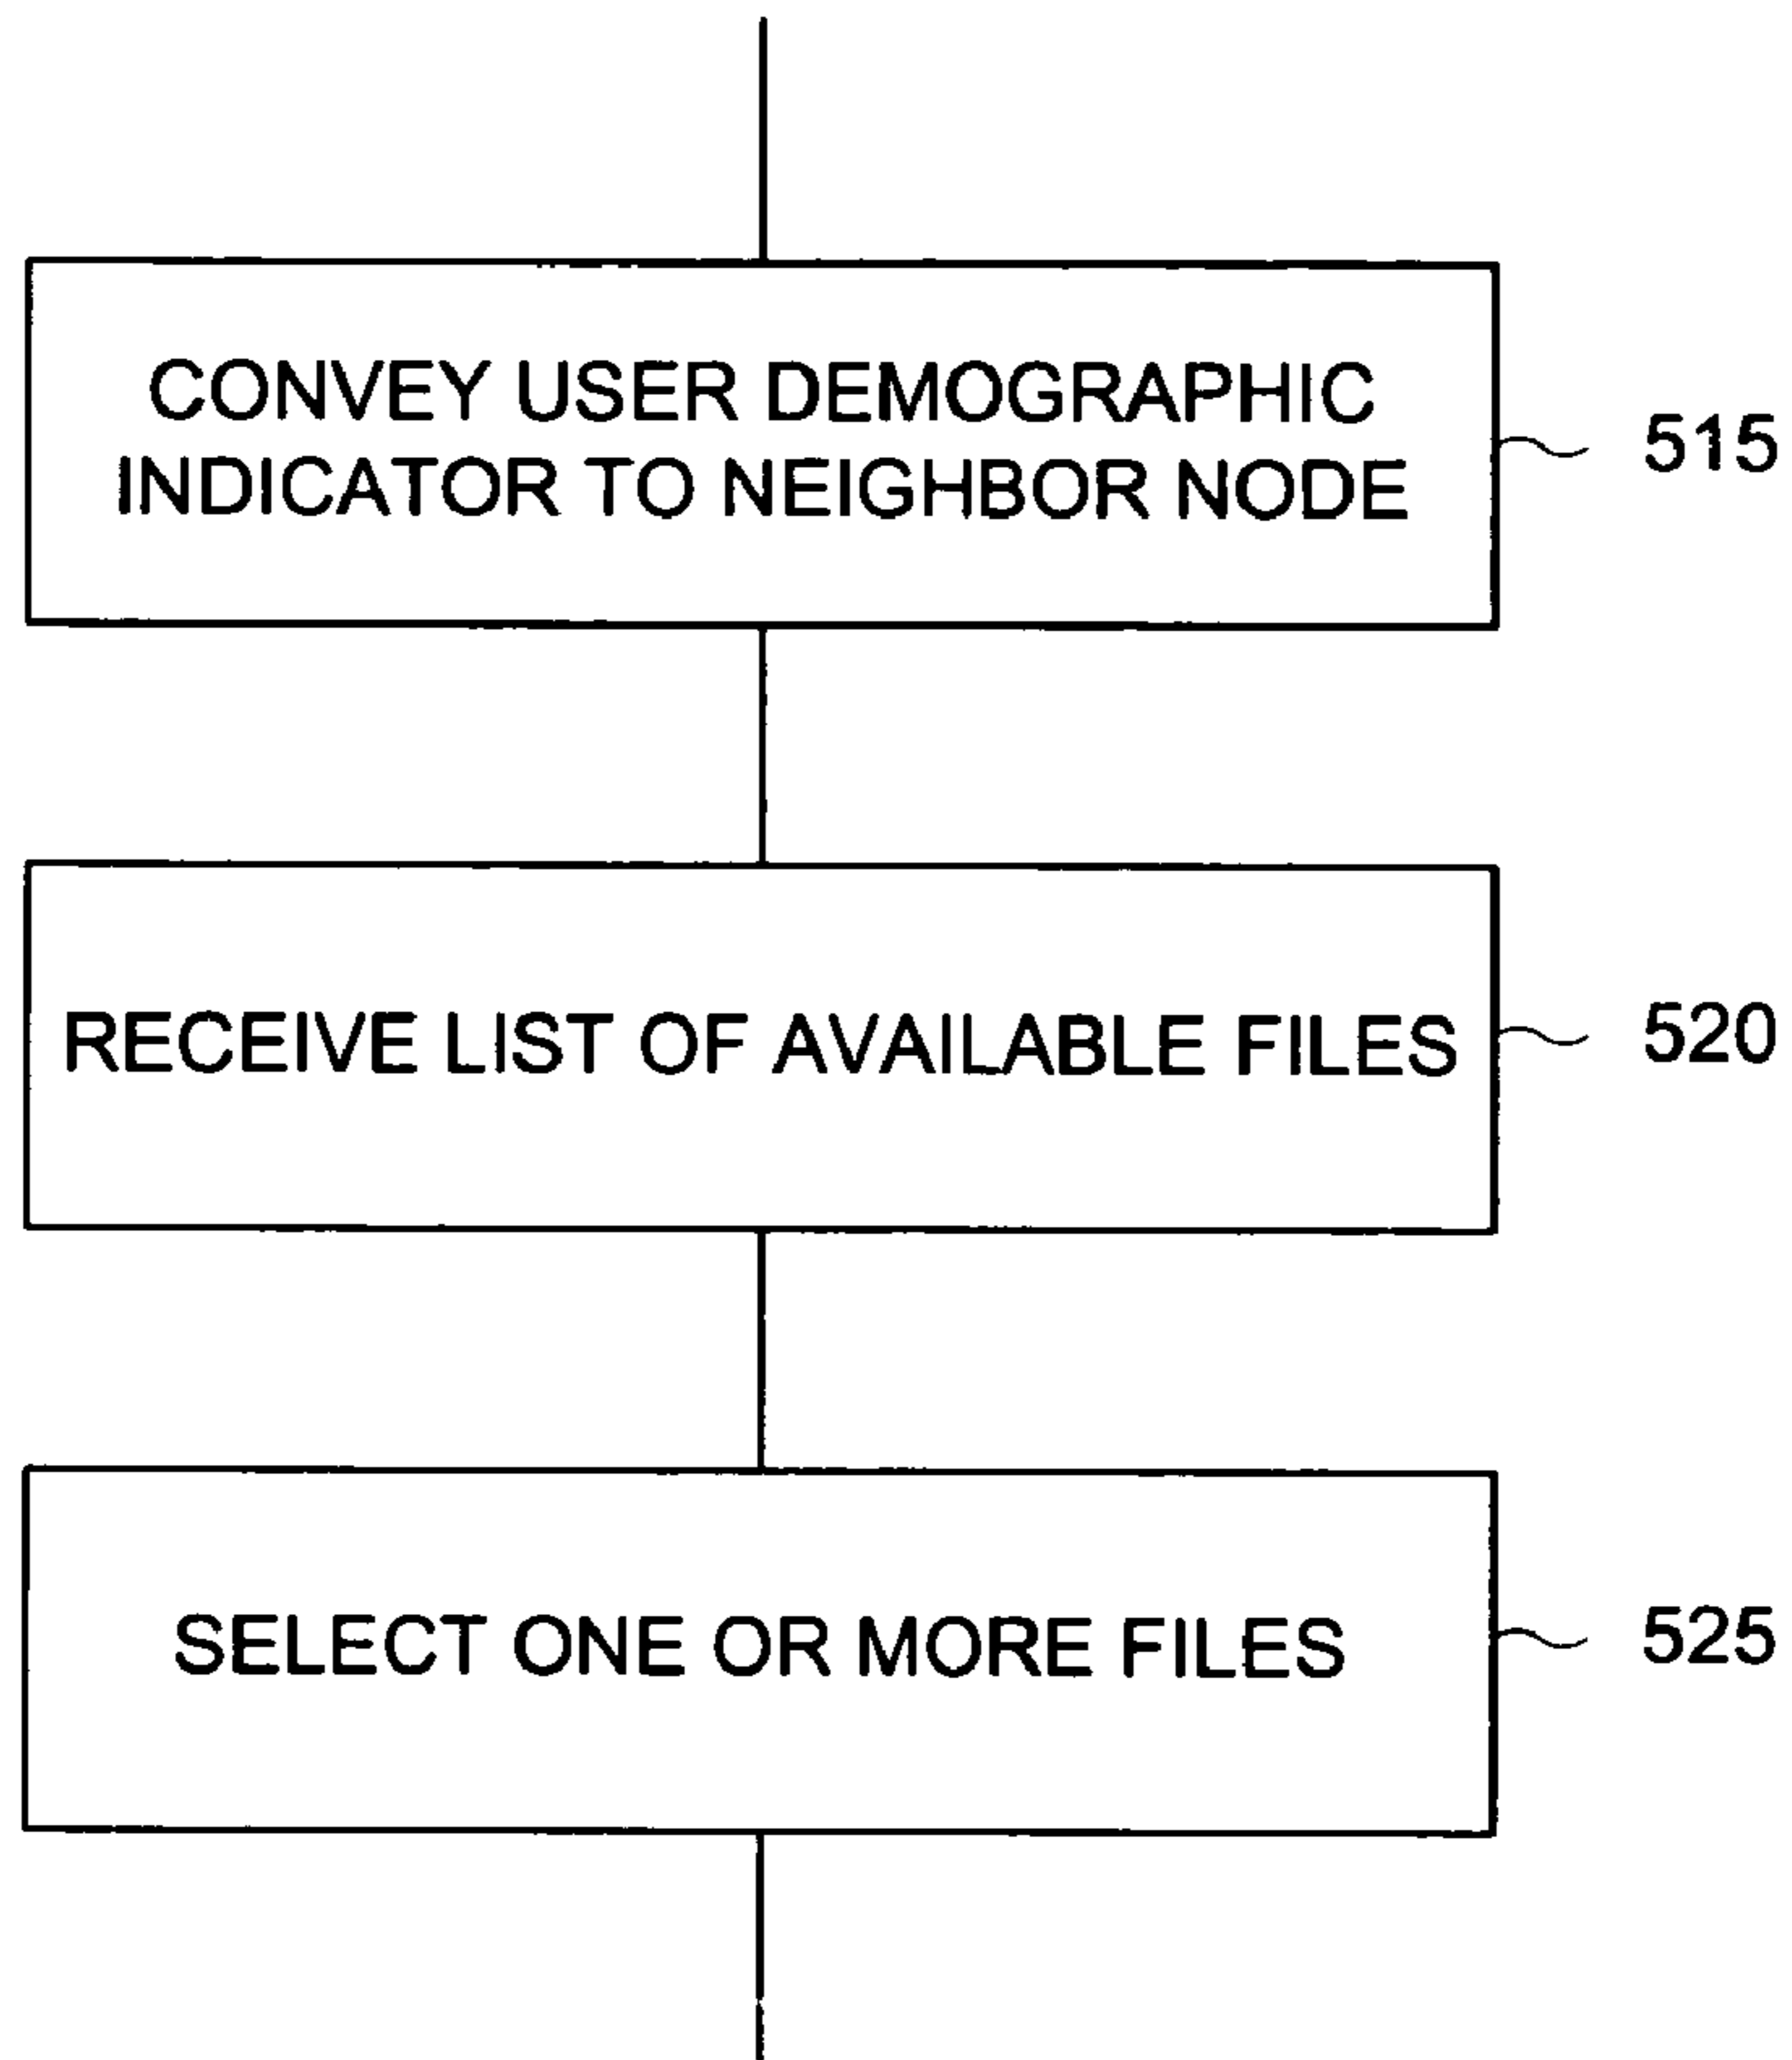 CONVEY USER DEMOGRAPHIC
INDICATOR TO NEIGHBOR NODE
515
RECEIVE LIST OF AVAILABLE FILES
520
SELECT ONE OR MORE FILES
525